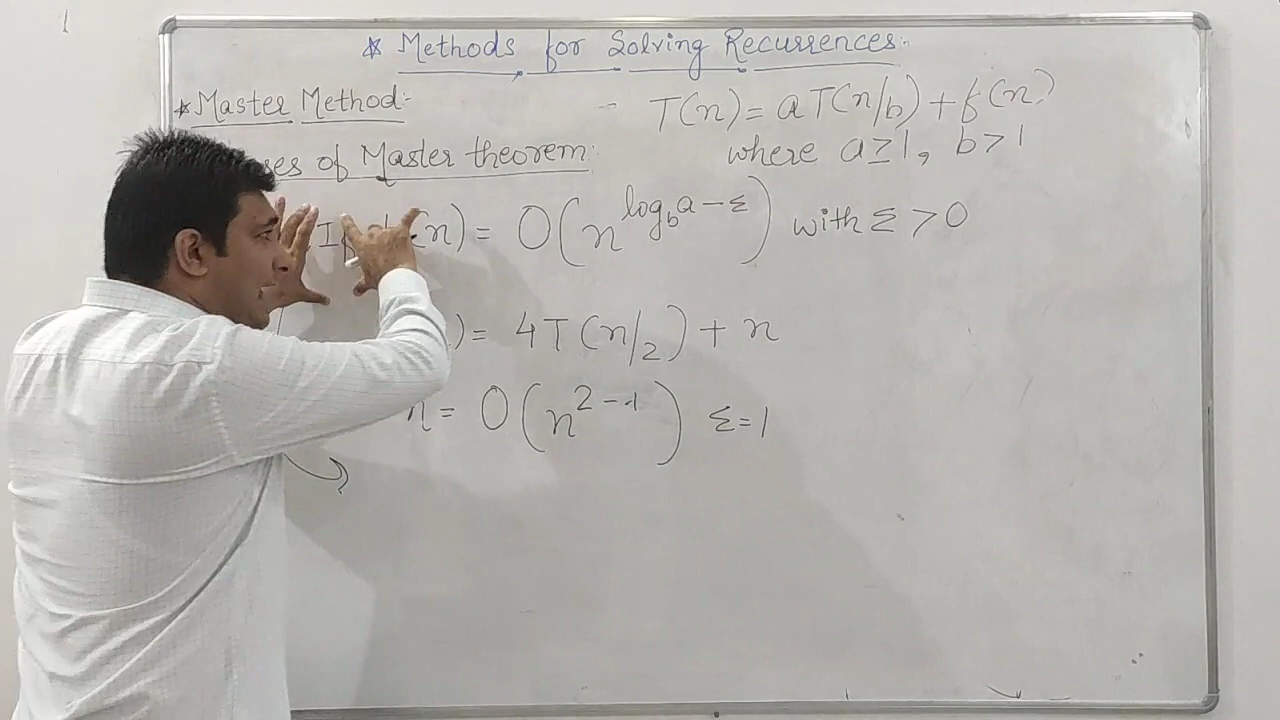 * Methods for Solving Recurrences:
* Master Method:-
- T(n) = aT(n/b) + f(n)
where a≥1, b>1
of Master theorem:
If f(n) = O(n^{log_b a - ε}) with ε > 0
) = 4T(n/2) + n
n = O(n^{2-1}) ε=1